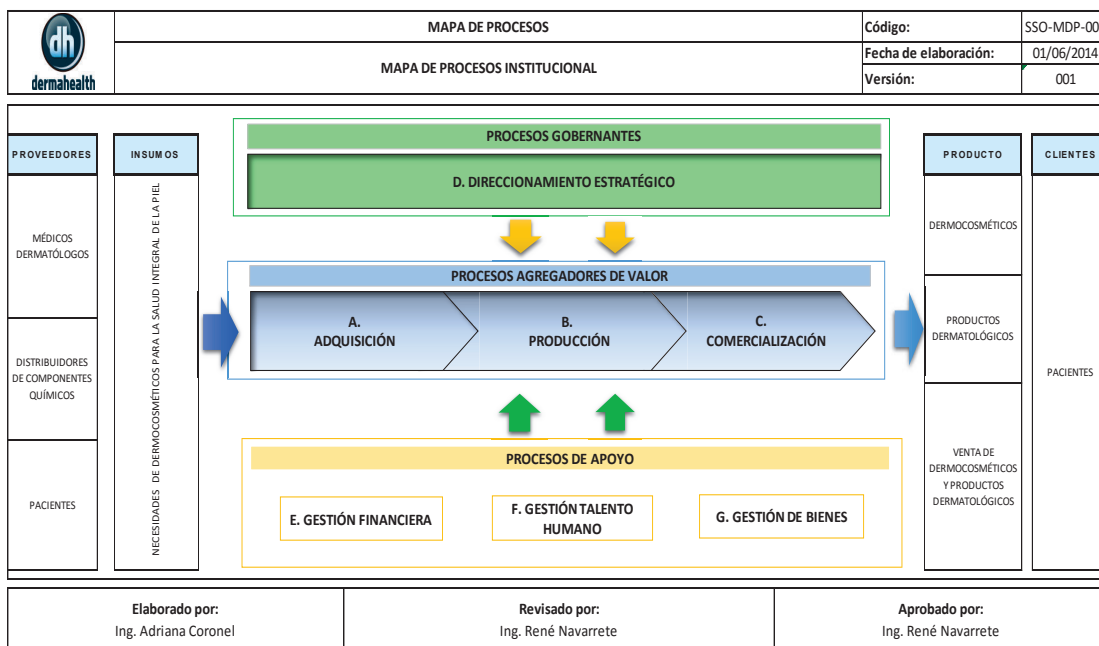 dh
dermahealth
MAPA DE PROCESOS
MAPA DE PROCESOS INSTITUCIONAL
Código:
SSO-MDP-00
Fecha de elaboración:
01/06/2014
Versión:
001
PROVEEDORES
MÉDICOS
DERMATÓLOGOS
DISTRIBUIDORES
DE COMPONENTES
QUÍMICOS
PACIENTES
INSUMOS
NECESIDADES DE DERMOCOSMÉTICOS PARA LA SALUD INTEGRAL DE LA PIEL
PROCESOS GOBERNANTES
D. DIRECCIONAMIENTO ESTRATÉGICO
PROCESOS AGREGADORES DE VALOR
A.
ADQUISICIÓN
B.
PRODUCCIÓN
C.
COMERCIALIZACIÓN
PROCESOS DE APOYO
E. GESTIÓN FINANCIERA
F. GESTIÓN TALENTO
HUMANO
G. GESTIÓN DE BIENES
PRODUCTO
DERMOCOSMÉTICOS
PRODUCTOS
DERMATOLÓGICOS
VENTA DE
DERMOCOSMÉTICOS
Y PRODUCTOS
DERMATOLÓGICOS
CLIENTES
PACIENTES
Elaborado por:
Ing. Adriana Coronel
Revisado por:
Ing. René Navarrete
Aprobado por:
Ing. René Navarrete